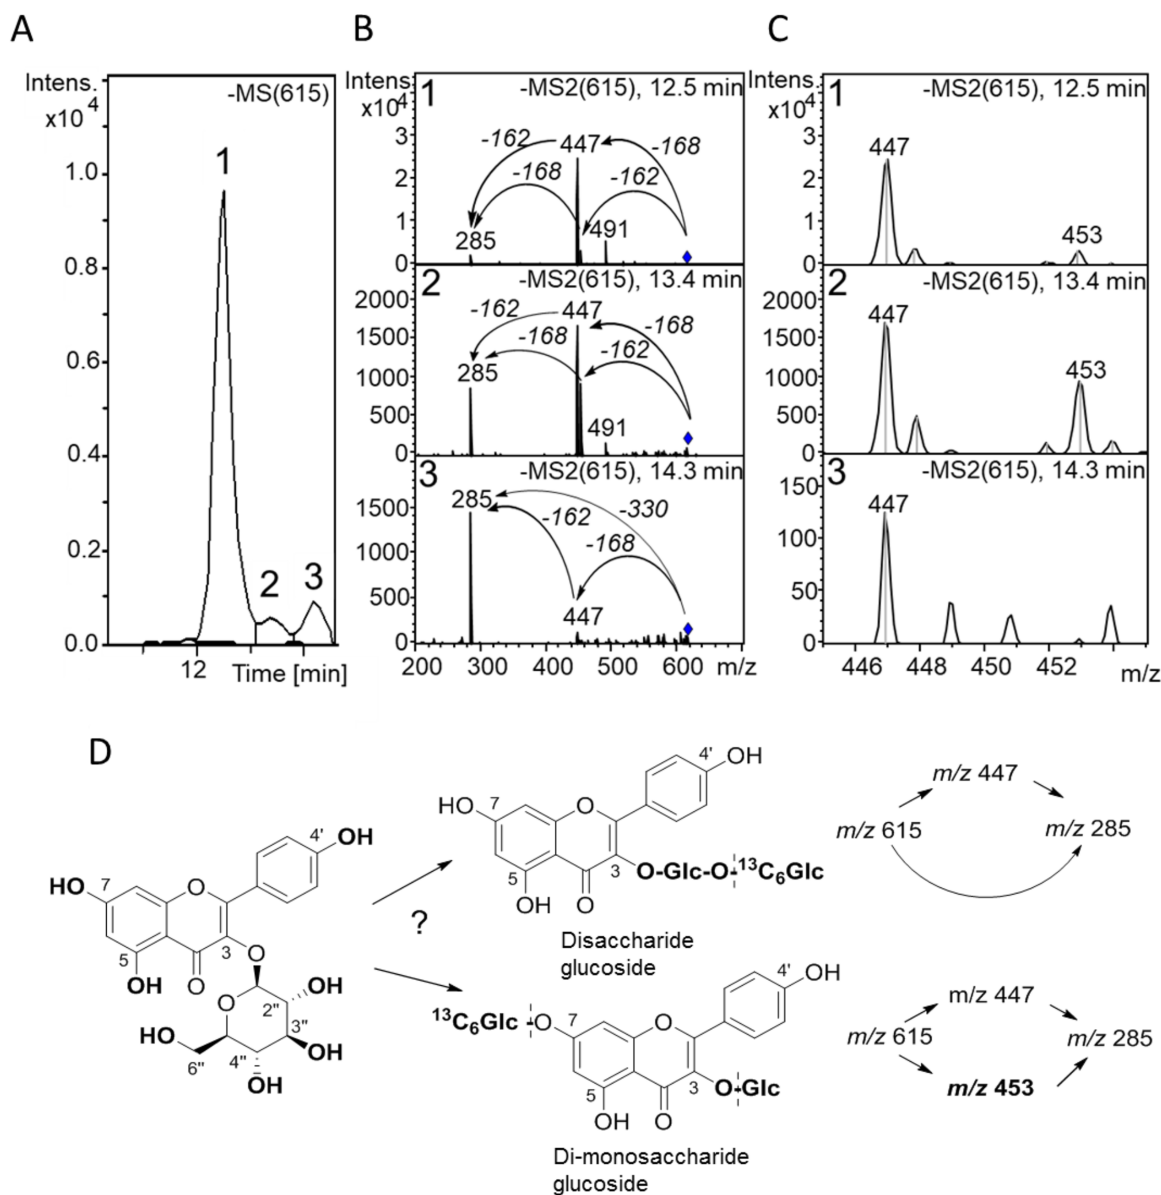 A
B
C
Intens.
x10⁴
-MS(615)
1
1.0
0.8
0.6
0.4
0.2
0.0
2
3
12
Time [min]
Intens.
x10⁴
1
-MS2(615), 12.5 min
3
2
1
0
-162
447
-168
-168
-162
285
491
2
-MS2(615), 13.4 min
2000
1500
1000
500
0
-162
447
-168
-168
-162
285
491
3
-MS2(615), 14.3 min
1500
1000
500
0
285
-330
-162
-168
447
200
300
400
500
600
m/z
Intens.
x10⁴
1
-MS2(615), 12.5 min
3
2
1
0
447
453
2
-MS2(615), 13.4 min
2000
1500
1000
500
0
447
453
3
-MS2(615), 14.3 min
150
100
50
0
447
446
448
450
452
m/z
D
HO
7
O
4'
OH
5
OH
O
3
O
O
2''
OH
3''
OH
4''
OH
6''
HO
?
HO
7
O
4'
OH
5
OH
O
3
O-Glc-O-¹³C₆Glc
Disaccharide
glucoside
m/z 447
m/z 615
m/z 285
¹³C₆Glc
-O
7
O
4'
OH
5
OH
O
3
O-Glc
Di-monosaccharide
glucoside
m/z 447
m/z 615
m/z 285
m/z 453